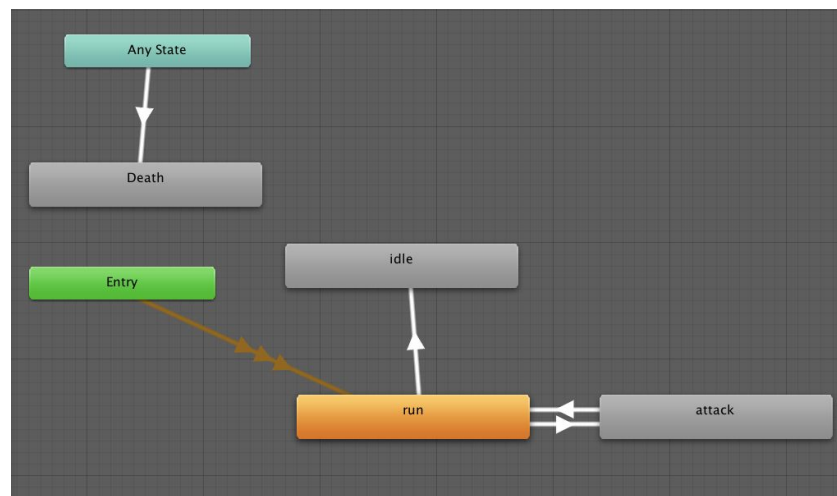 Any State
Death
idle
Entry
run
attack